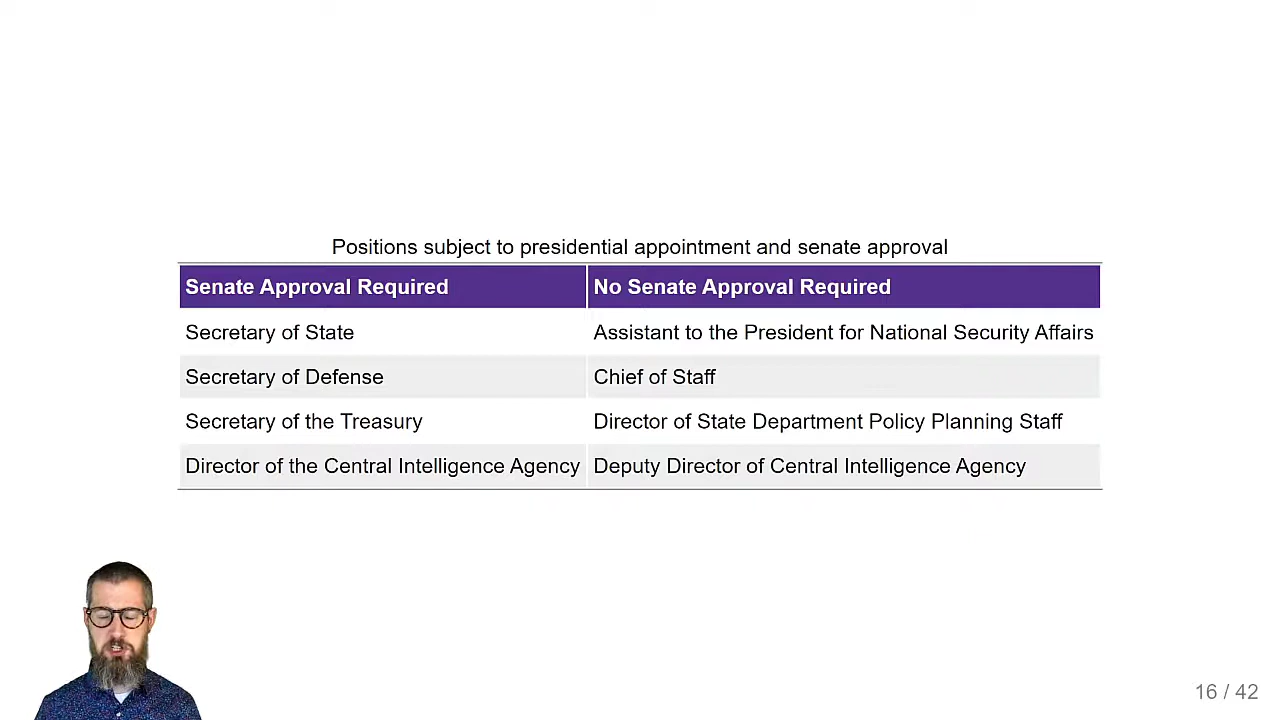 Positions subject to presidential appointment and senate approval
Senate Approval Required No Senate Approval Required
Secretary of State Assistant to the President for National Security Affairs
Secretary of Defense Chief of Staff
Secretary of the Treasury Director of State Department Policy Planning Staff
Director of the Central Intelligence Agency Deputy Director of Central Intelligence Agency
16 / 42